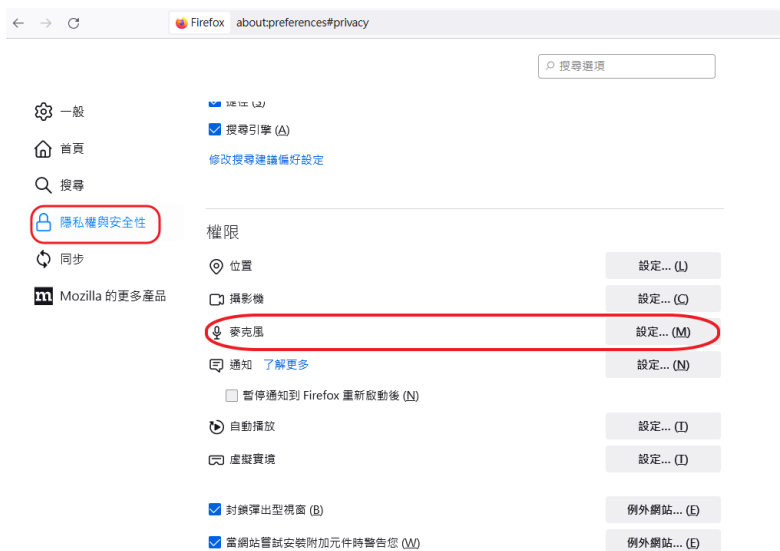 Firefox about:preferences#privacy
搜尋選項
一般
首頁
搜尋
隱私權與安全性
同步
Mozilla 的更多產品
捷徑 (S)
搜尋引擎 (A)
修改搜尋建議偏好設定
權限
位置 設定... (L)
攝影機 設定... (C)
麥克風 設定... (M)
通知 了解更多 設定... (N)
暫停通知到 Firefox 重新啟動後 (N)
自動播放 設定... (T)
虛擬實境 設定... (T)
封鎖彈出型視窗 (B) 例外網站... (E)
當網站嘗試安裝附加元件時警告您 (W) 例外網站... (E)